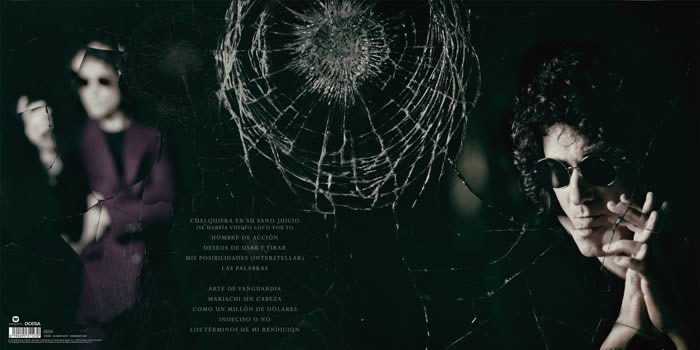 CUALQUIERA EN SU SANO JUICIO
(SE HABRÍA VUELTO LOCO POR TI)
HOMBRE DE ACCIÓN
DESEOS DE USAR Y TIRAR
MIS POSIBILIDADES (INTERSTELLAR)
LAS PALABRAS
ARTE DE VANGUARDIA
MARIACHI SIN CABEZA
COMO UN MILLÓN DE DÓLARES
INDECISO O NO
LOS TÉRMINOS DE MI RENDICIÓN
OCESA